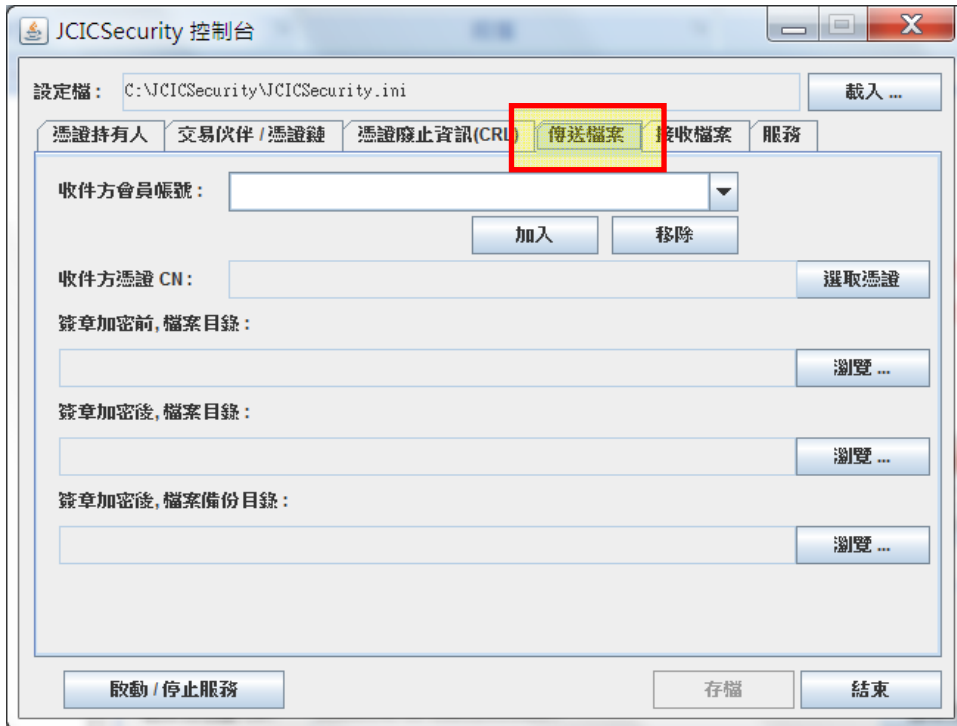 JCICSecurity 控制台
設定檔： C:\JCICSecurity\JCICSecurity.ini 載入 ...
憑證持有人 交易伙伴 / 憑證鏈 憑證廢止資訊(CRL) 傳送檔案 接收檔案 服務
收件方會員帳號：
加入 移除
收件方憑證 CN： 選取憑證
簽章加密前, 檔案目錄：
瀏覽 ...
簽章加密後, 檔案目錄：
瀏覽 ...
簽章加密後, 檔案備份目錄：
瀏覽 ...
啟動 / 停止服務 存檔 結束